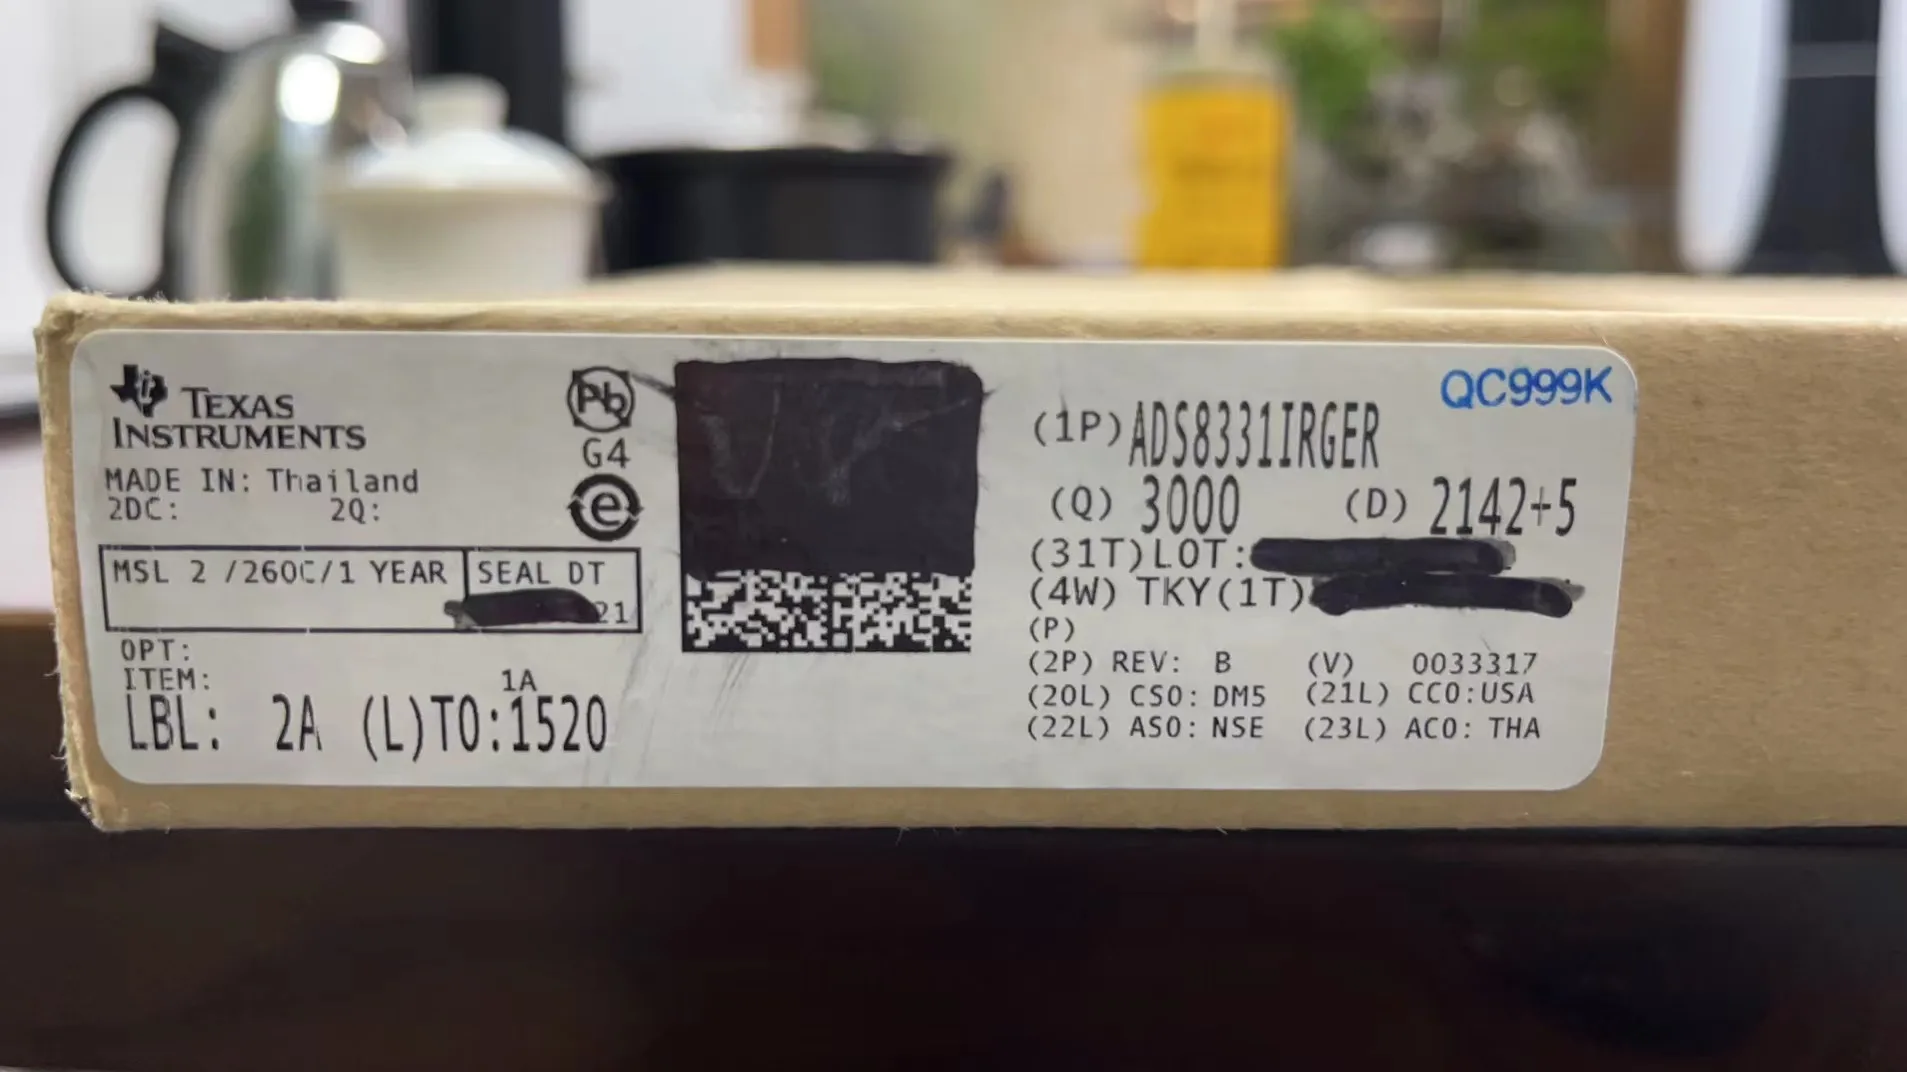 TEXAS
INSTRUMENTS
MADE IN: Thailand
2DC: 2Q:
MSL 2 /260C/1 YEAR
SEAL DT
21
OPT:
ITEM:
1A
LBL: 2A (L)TO:1520
Pb
G4
e
QC999K
(1P) ADS8331IRGER
(Q) 3000 (D) 2142+5
(31T)LOT:
(4W) TKY(1T)
(P)
(2P) REV: B (V) 0033317
(20L) CSO: DM5 (21L) CCO:USA
(22L) ASO: NSE (23L) ACO: THA